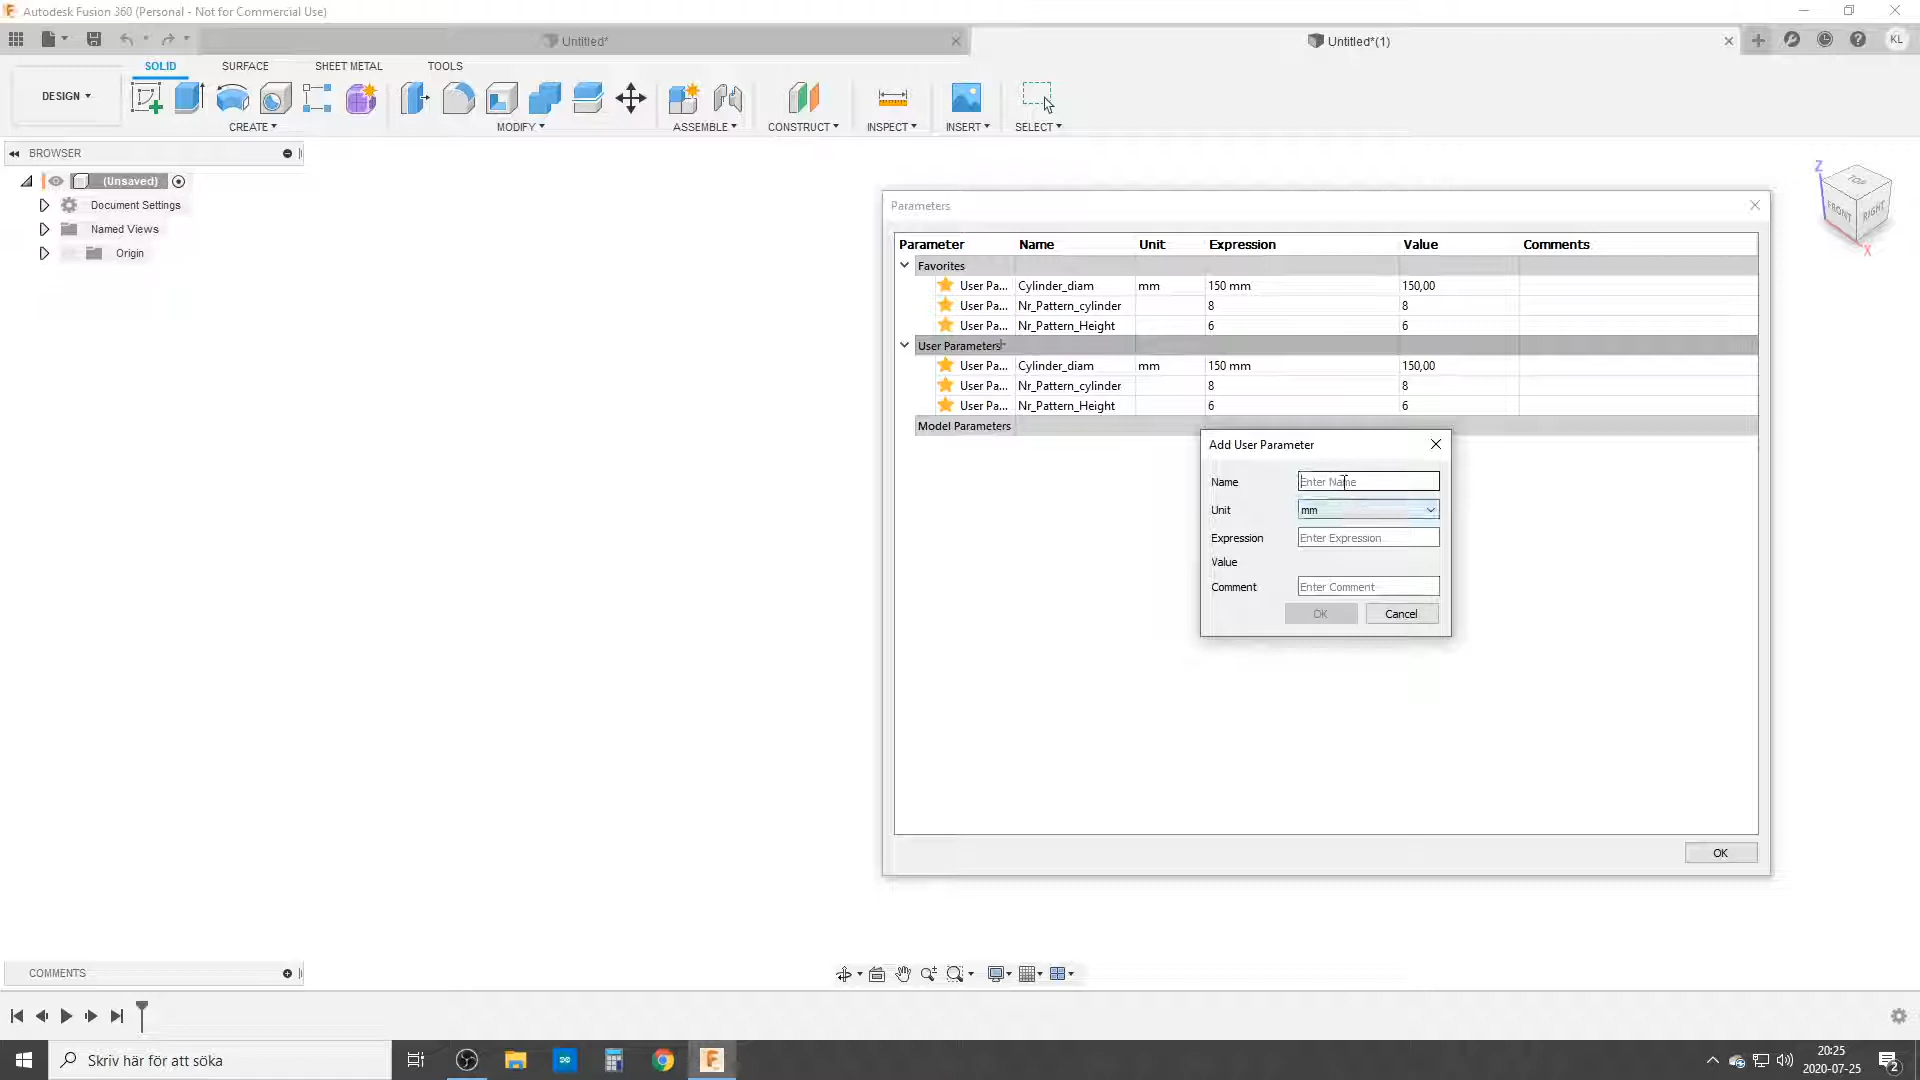 Autodesk Fusion 360 (Personal - Not for Commercial Use)
Untitled*
Untitled*(1)
KL
SOLID SURFACE SHEET METAL TOOLS
DESIGN
CREATE MODIFY ASSEMBLE CONSTRUCT INSPECT INSERT SELECT
BROWSER
(Unsaved)
Document Settings
Named Views
Origin
Z
TOP
FRONT RIGHT
X
Parameters
Parameter Name Unit Expression Value Comments
Favorites
User Pa... Cylinder_diam mm 150 mm 150,00
User Pa... Nr_Pattern_cylinder 8 8
User Pa... Nr_Pattern_Height 6 6
User Parameters
User Pa... Cylinder_diam mm 150 mm 150,00
User Pa... Nr_Pattern_cylinder 8 8
User Pa... Nr_Pattern_Height 6 6
Model Parameters
Add User Parameter
Name Enter Name
Unit mm
Expression Enter Expression
Value
Comment Enter Comment
OK Cancel
OK
COMMENTS
Skriv här för att söka
20:25
2020-07-25
2